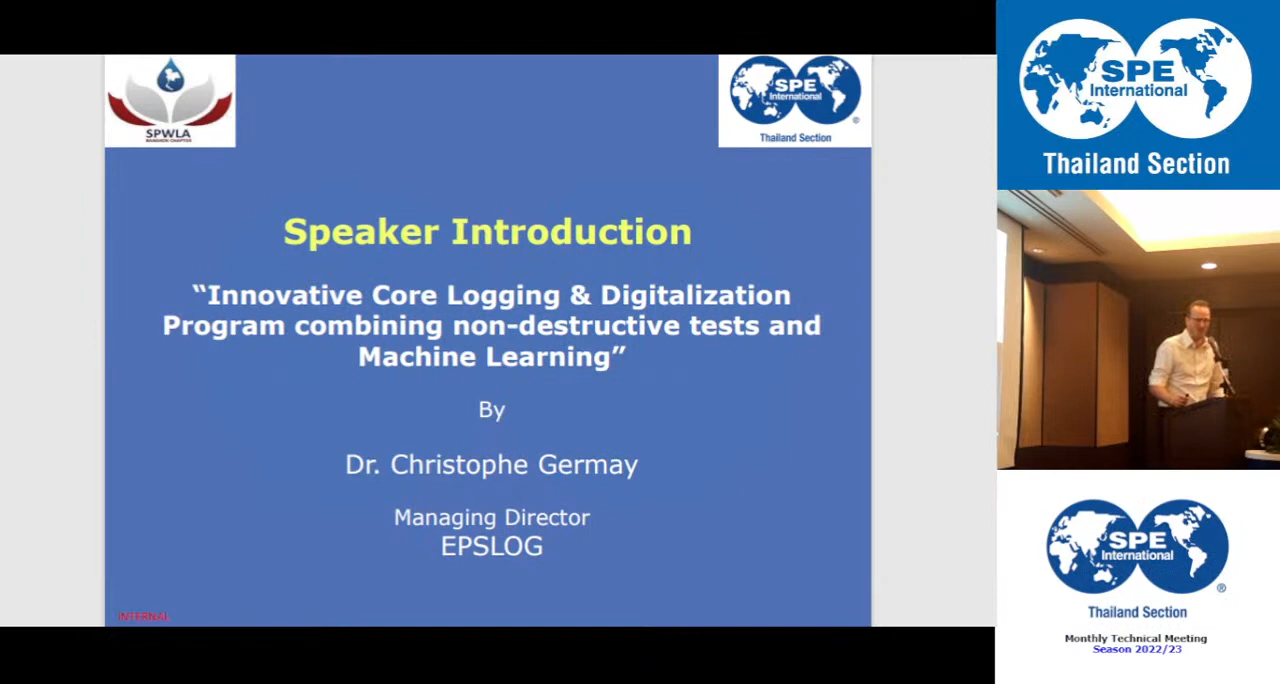 SPWLA
BANGKOK CHAPTER
SPE
International
®
Thailand Section
Speaker Introduction
“Innovative Core Logging & Digitalization
Program combining non-destructive tests and
Machine Learning”
By
Dr. Christophe Germay
Managing Director
EPSLOG
INTERNAL
SPE
International
Thailand Section
SPE
International
®
Thailand Section
Monthly Technical Meeting
Season 2022/23